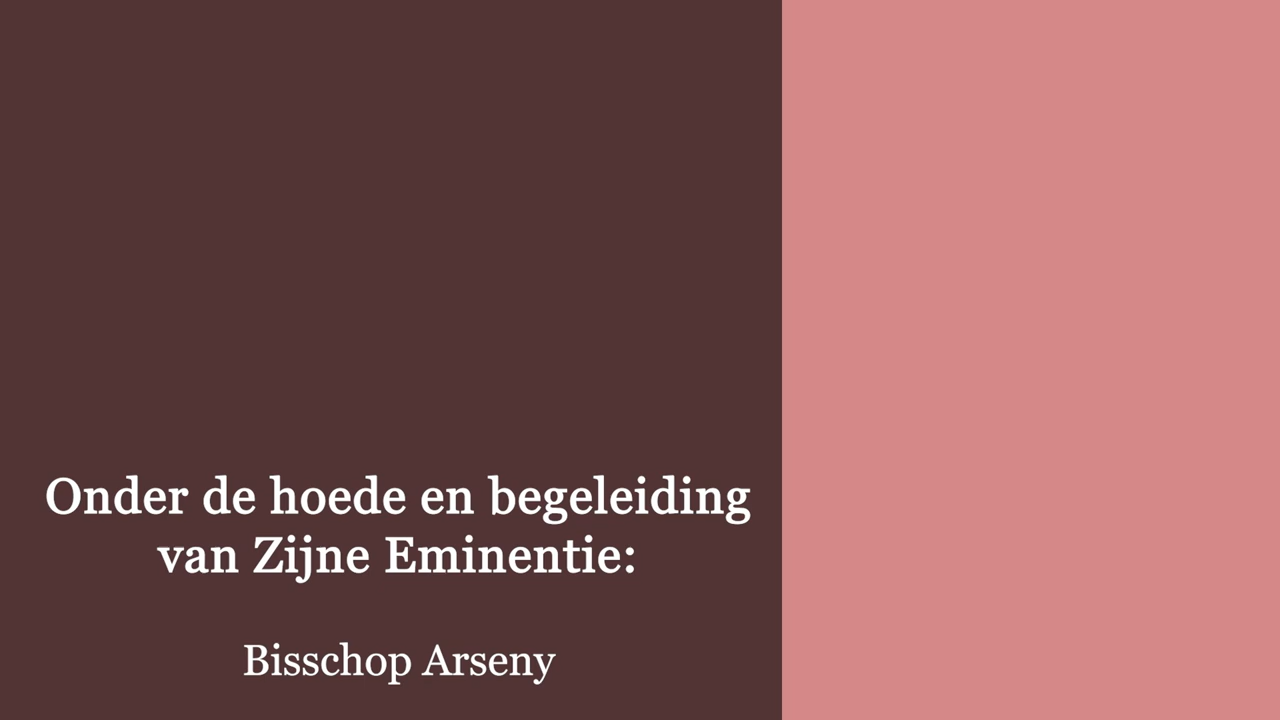 Onder de hoede en begeleiding
van Zijne Eminentie:
Bisschop Arseny